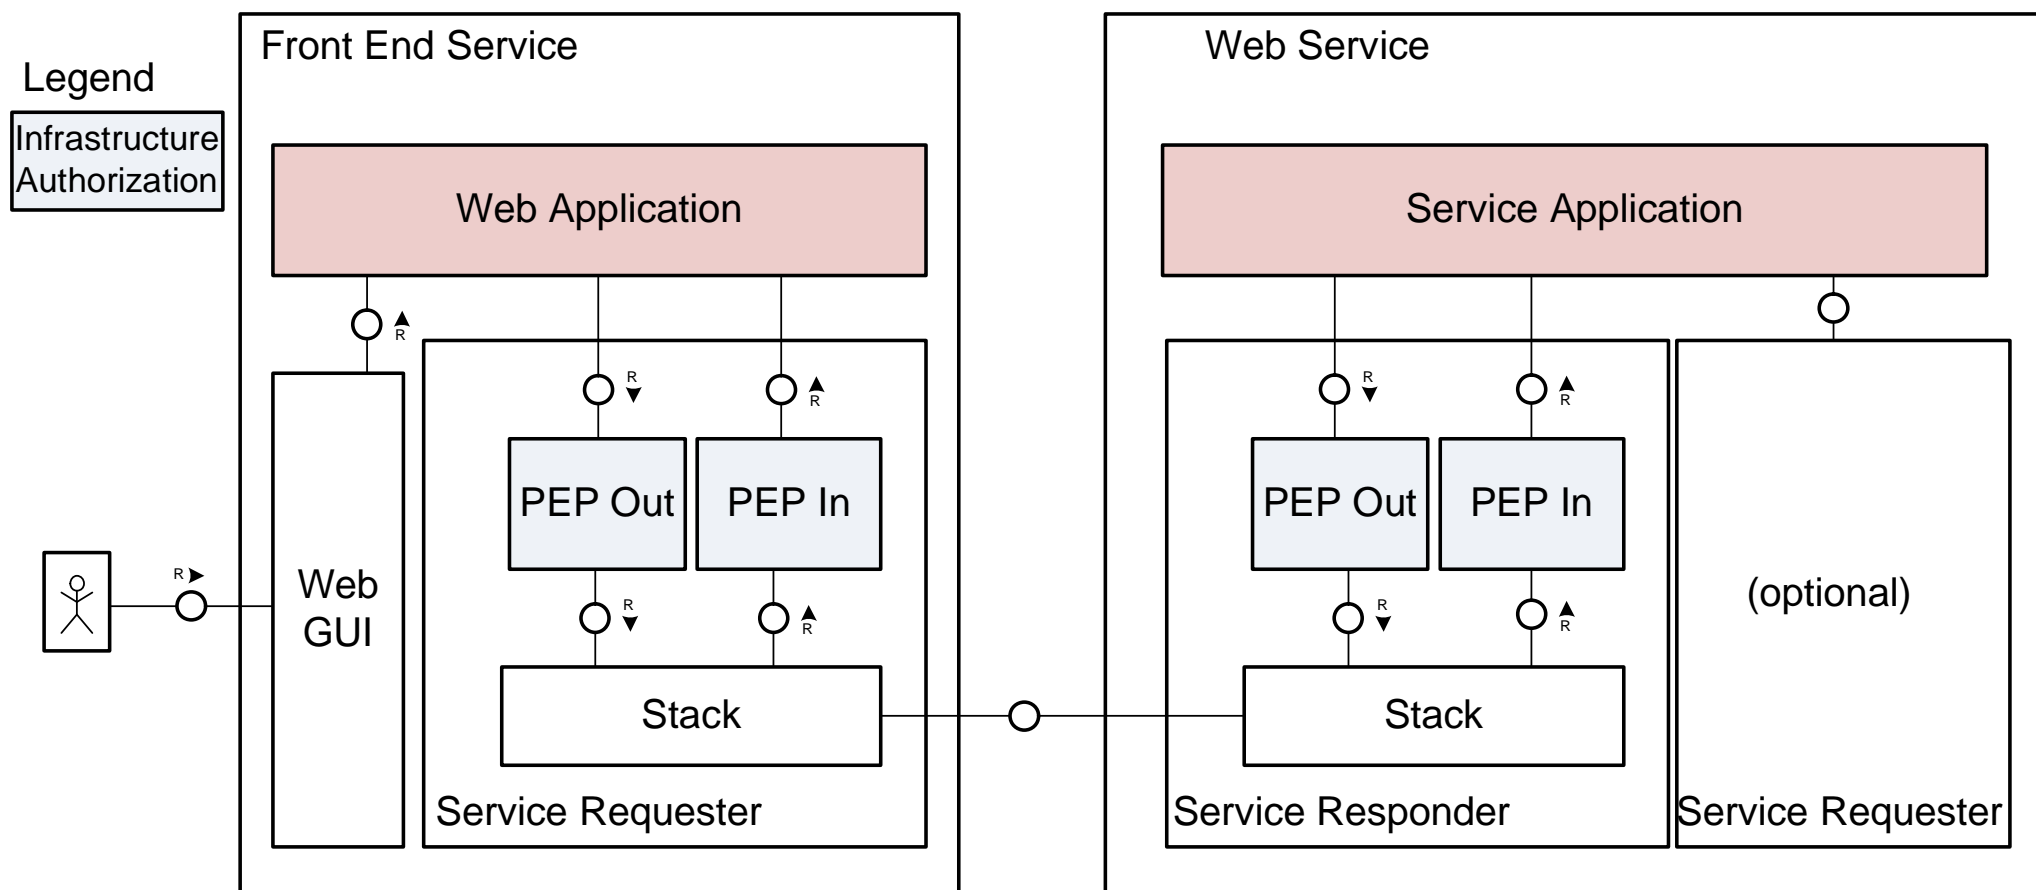 Front End Service
Web Service
Legend
Infrastructure
Authorization
Web Application
Service Application
R
R
R
R
R
PEP Out
PEP In
PEP Out
PEP In
R
Web
GUI
R
R
R
R
(optional)
Stack
Stack
Service Requester
Service Responder
Service Requester